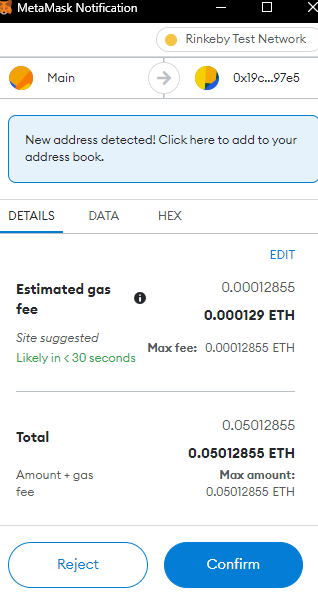 MetaMask Notification
Rinkeby Test Network
Main
0x19c...97e5
New address detected! Click here to add to your
address book.
DETAILS DATA HEX
EDIT
Estimated gas
fee
0.00012855
0.000129 ETH
Site suggested
Likely in < 30 seconds
Max fee: 0.00012855 ETH
0.05012855
Total
0.05012855 ETH
Amount + gas
fee
Max amount:
0.05012855 ETH
Reject
Confirm